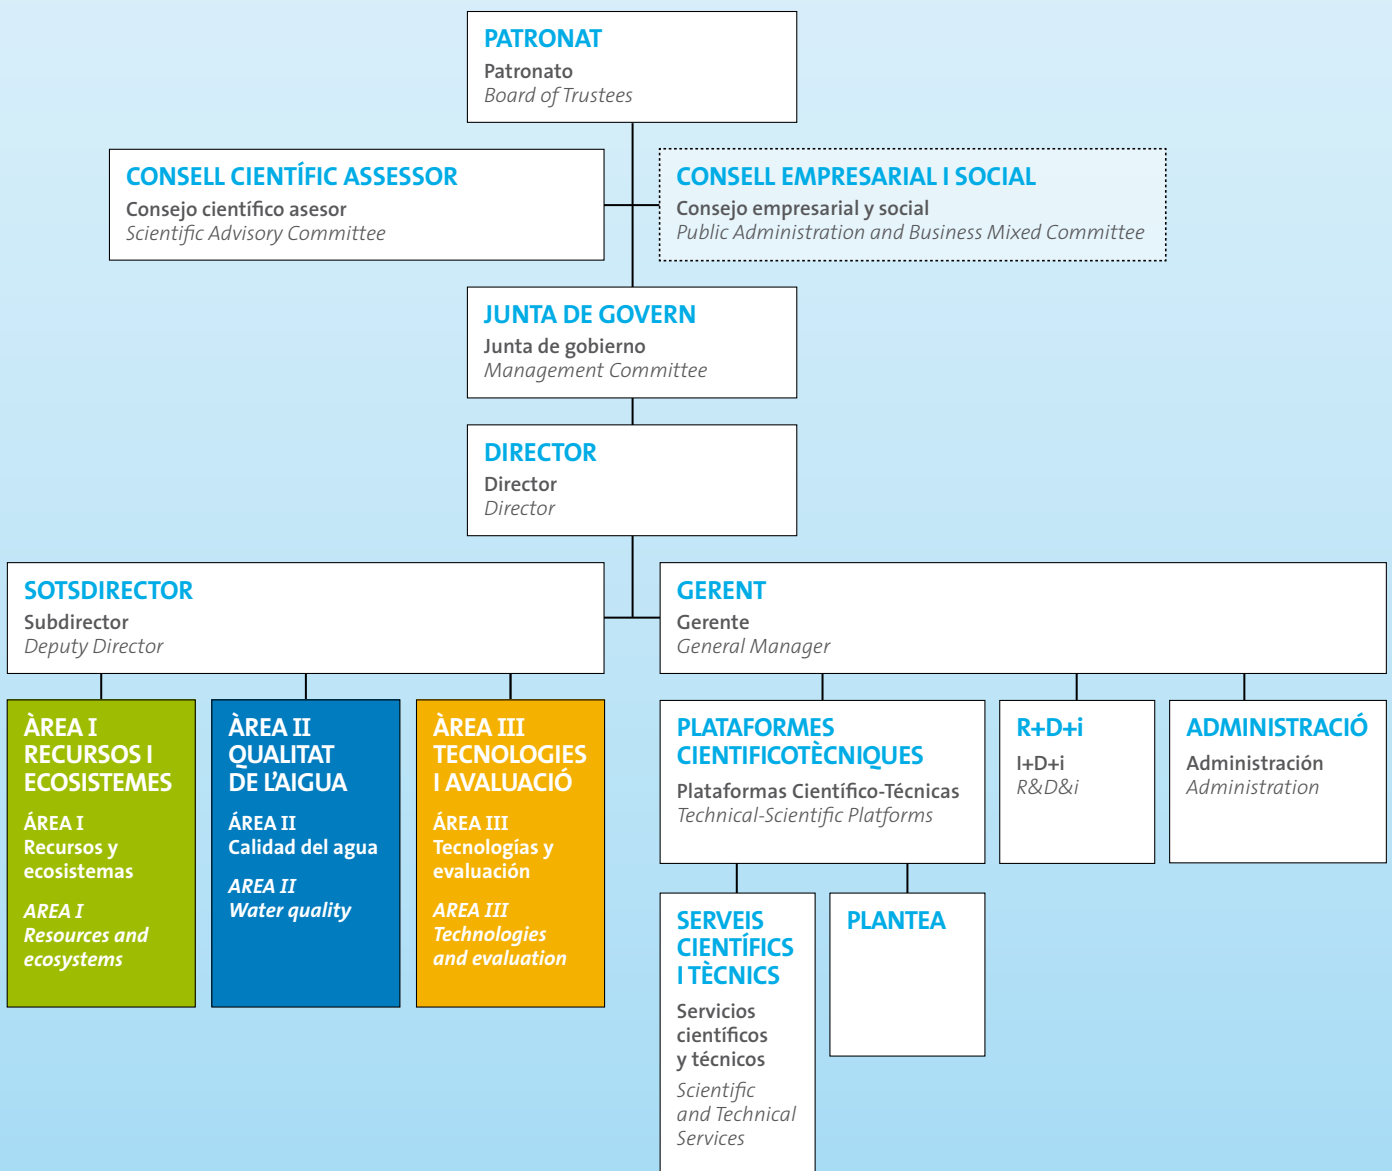 PATRONAT
Patronato
Board of Trustees
CONSELL CIENTÍFIC ASSESSOR
Consejo científico asesor
Scientific Advisory Committee
CONSELL EMPRESARIAL I SOCIAL
Consejo empresarial y social
Public Administration and Business Mixed Committee
JUNTA DE GOVERN
Junta de gobierno
Management Committee
DIRECTOR
Director
Director
SOTSDIRECTOR
Subdirector
Deputy Director
GERENT
Gerente
General Manager
ÀREA I
RECURSOS I
ECOSISTEMES
ÁREA I
Recursos y
ecosistemas
AREA I
Resources and
ecosystems
ÀREA II
QUALITAT
DE L'AIGUA
ÁREA II
Calidad del agua
AREA II
Water quality
ÀREA III
TECNOLOGIES
I AVALUACIÓ
ÁREA III
Tecnologías y
evaluación
AREA III
Technologies
and evaluation
PLATAFORMES
CIENTIFICOTÈCNIQUES
Plataformas Científico-Técnicas
Technical-Scientific Platforms
R+D+i
I+D+i
R&D&i
ADMINISTRACIÓ
Administración
Administration
SERVEIS
CIENTÍFICS
I TÈCNICS
Servicios
científicos
y técnicos
Scientific
and Technical
Services
PLANTEA